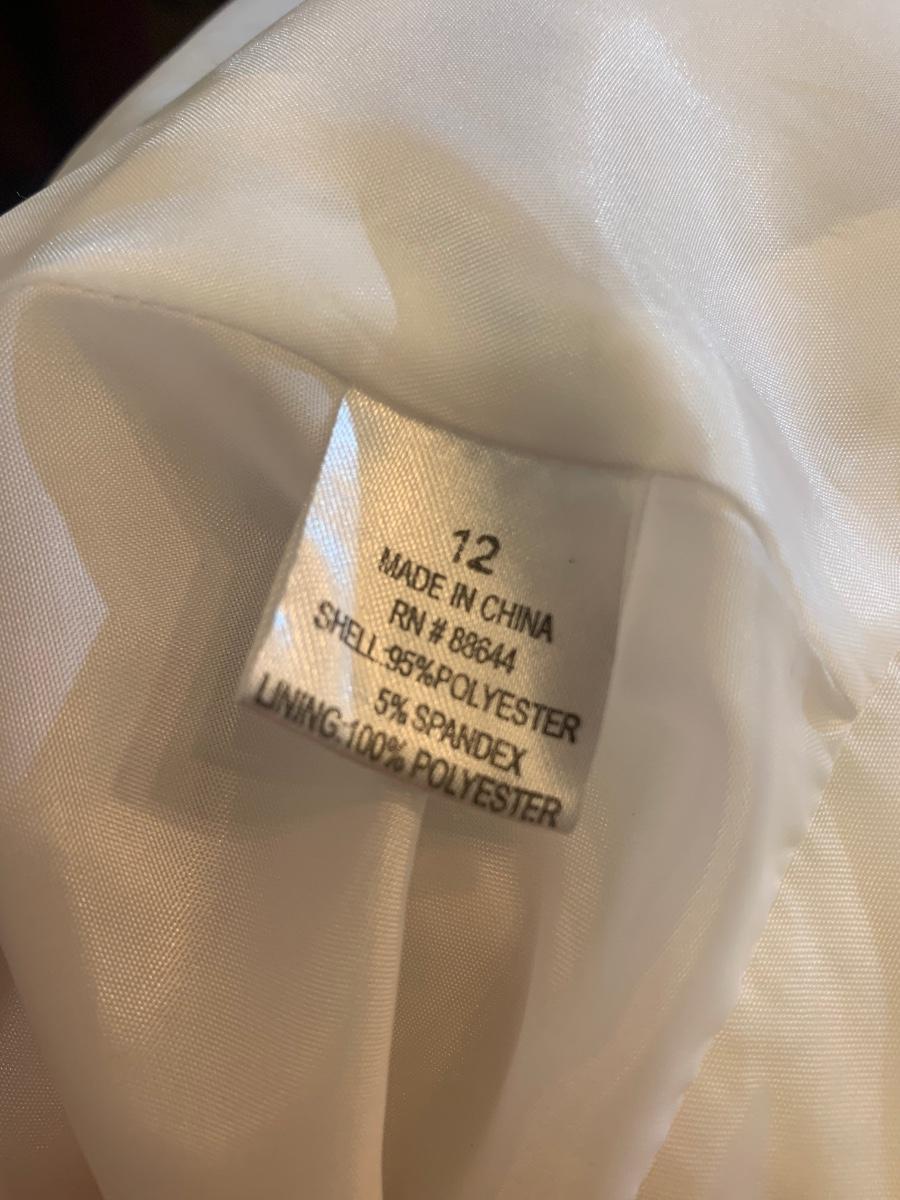 12
MADE IN CHINA
RN # 88644
SHELL:95%POLYESTER
5% SPANDEX
LINING:100% POLYESTER